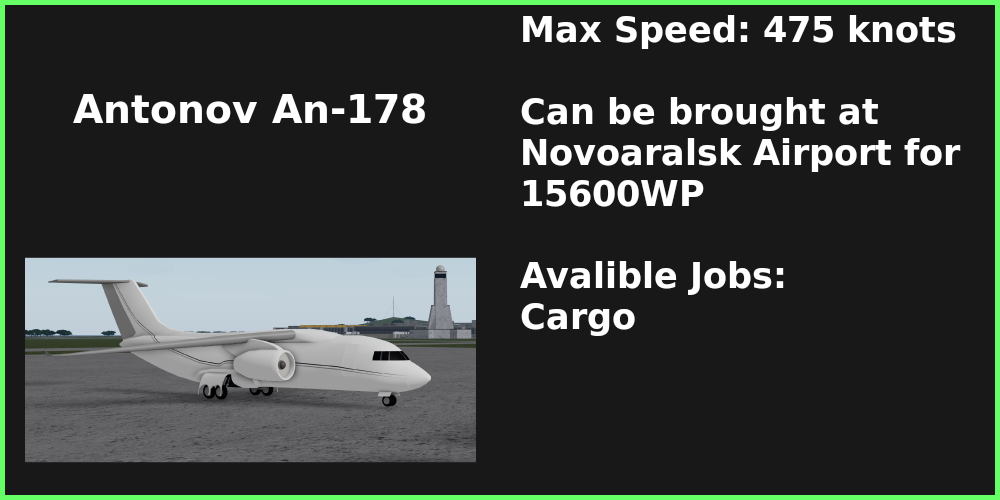 Antonov An-178
Max Speed: 475 knots
Can be brought at
Novoaralsk Airport for
15600WP
Avalible Jobs:
Cargo